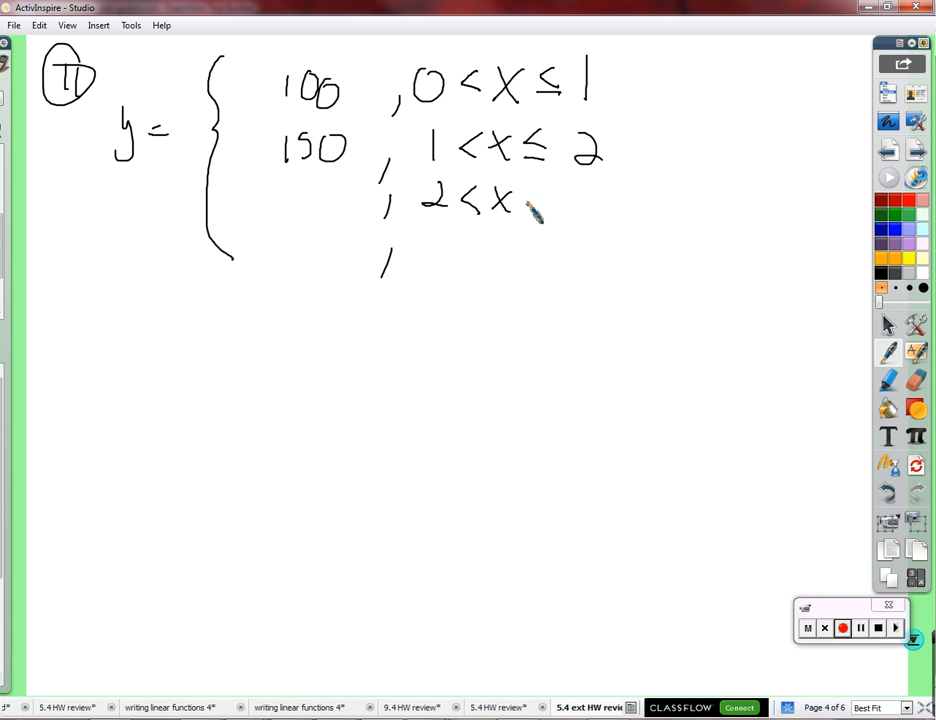 ActivInspire - Studio
File Edit View Insert Tools Help
11
y = { 100 , 0 < x ≤ 1
150 , 1 < x ≤ 2
, 2 < x
,
T π
M
5.4 HW review* writing linear functions 4* writing linear functions 4* 9.4 HW review* 5.4 HW review* 5.4 ext HW revie CLASSFLOW Connect Page 4 of 6 Best Fit